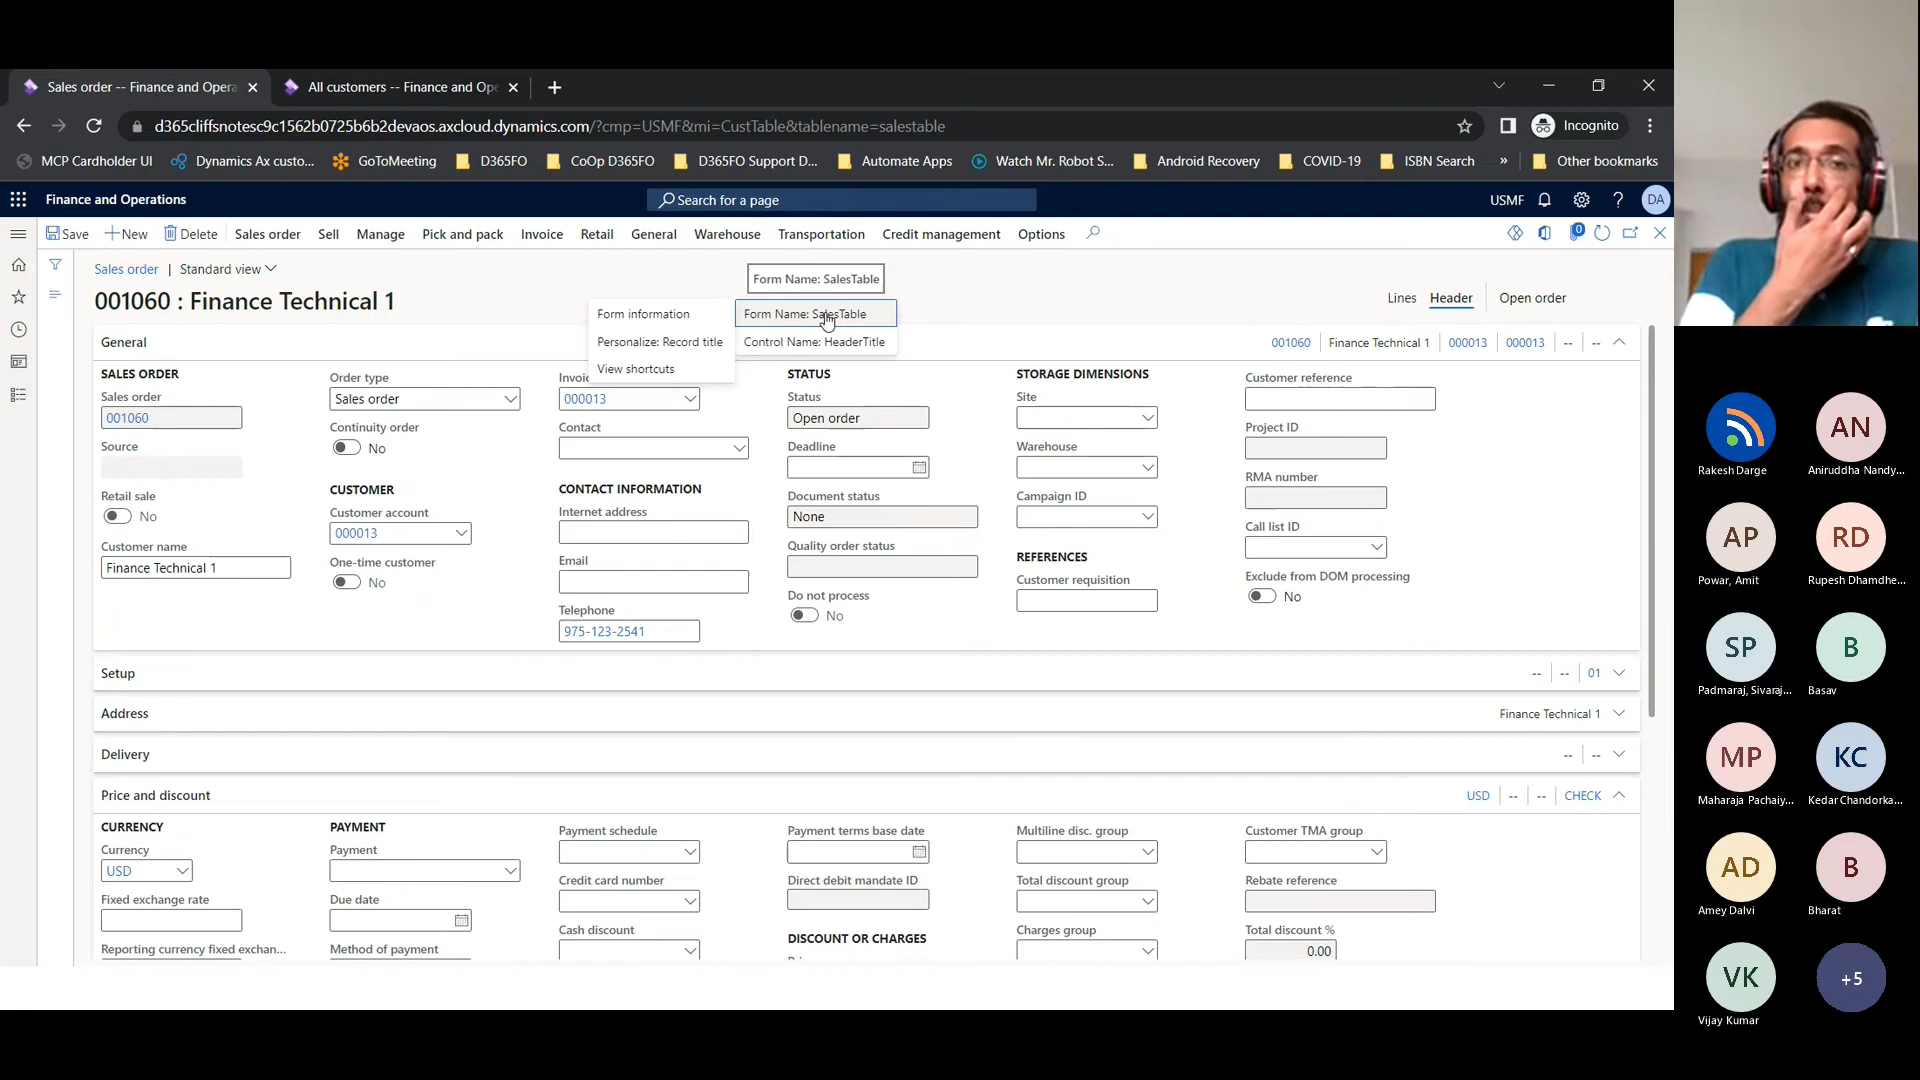 Sales order -- Finance and Opera
All customers -- Finance and Ope
d365cliffsnotesc9c1562b0725b6b2devaos.axcloud.dynamics.com/?cmp=USMF&mi=CustTable&tablename=salestable
Incognito
MCP Cardholder UI
Dynamics Ax custo...
GoToMeeting
D365FO
CoOp D365FO
D365FO Support D...
Automate Apps
Watch Mr. Robot S...
Android Recovery
COVID-19
ISBN Search
»
Other bookmarks
Finance and Operations
Search for a page
USMF
?
DA
Save
New
Delete
Sales order
Sell
Manage
Pick and pack
Invoice
Retail
General
Warehouse
Transportation
Credit management
Options
0
Sales order | Standard view
Form Name: SalesTable
001060 : Finance Technical 1
Lines
Header
Open order
Form information
Personalize: Record title
View shortcuts
Form Name: SalesTable
Control Name: HeaderTitle
General
001060
Finance Technical 1
000013
000013
--
--
SALES ORDER
Sales order
001060
Source
Retail sale
No
Customer name
Finance Technical 1
Order type
Sales order
Continuity order
No
CUSTOMER
Customer account
000013
One-time customer
No
Invoic
000013
Contact
CONTACT INFORMATION
Internet address
Email
Telephone
975-123-2541
STATUS
Status
Open order
Deadline
Document status
None
Quality order status
Do not process
No
STORAGE DIMENSIONS
Site
Warehouse
Campaign ID
REFERENCES
Customer requisition
Customer reference
Project ID
RMA number
Call list ID
Exclude from DOM processing
No
Setup
--
--
01
Address
Finance Technical 1
Delivery
--
--
Price and discount
USD
--
--
CHECK
CURRENCY
Currency
USD
Fixed exchange rate
Reporting currency fixed exchan...
PAYMENT
Payment
Due date
Method of payment
Payment schedule
Credit card number
Cash discount
Payment terms base date
Direct debit mandate ID
DISCOUNT OR CHARGES
Multiline disc. group
Total discount group
Charges group
Customer TMA group
Rebate reference
Total discount %
0.00
Rakesh Darge
AN
Aniruddha Nandy...
AP
Powar, Amit
RD
Rupesh Dhamdhe...
SP
Padmaraj, Sivaraj...
B
Basav
MP
Maharaja Pachaiy...
KC
Kedar Chandorka...
AD
Amey Dalvi
B
Bharat
VK
Vijay Kumar
+5